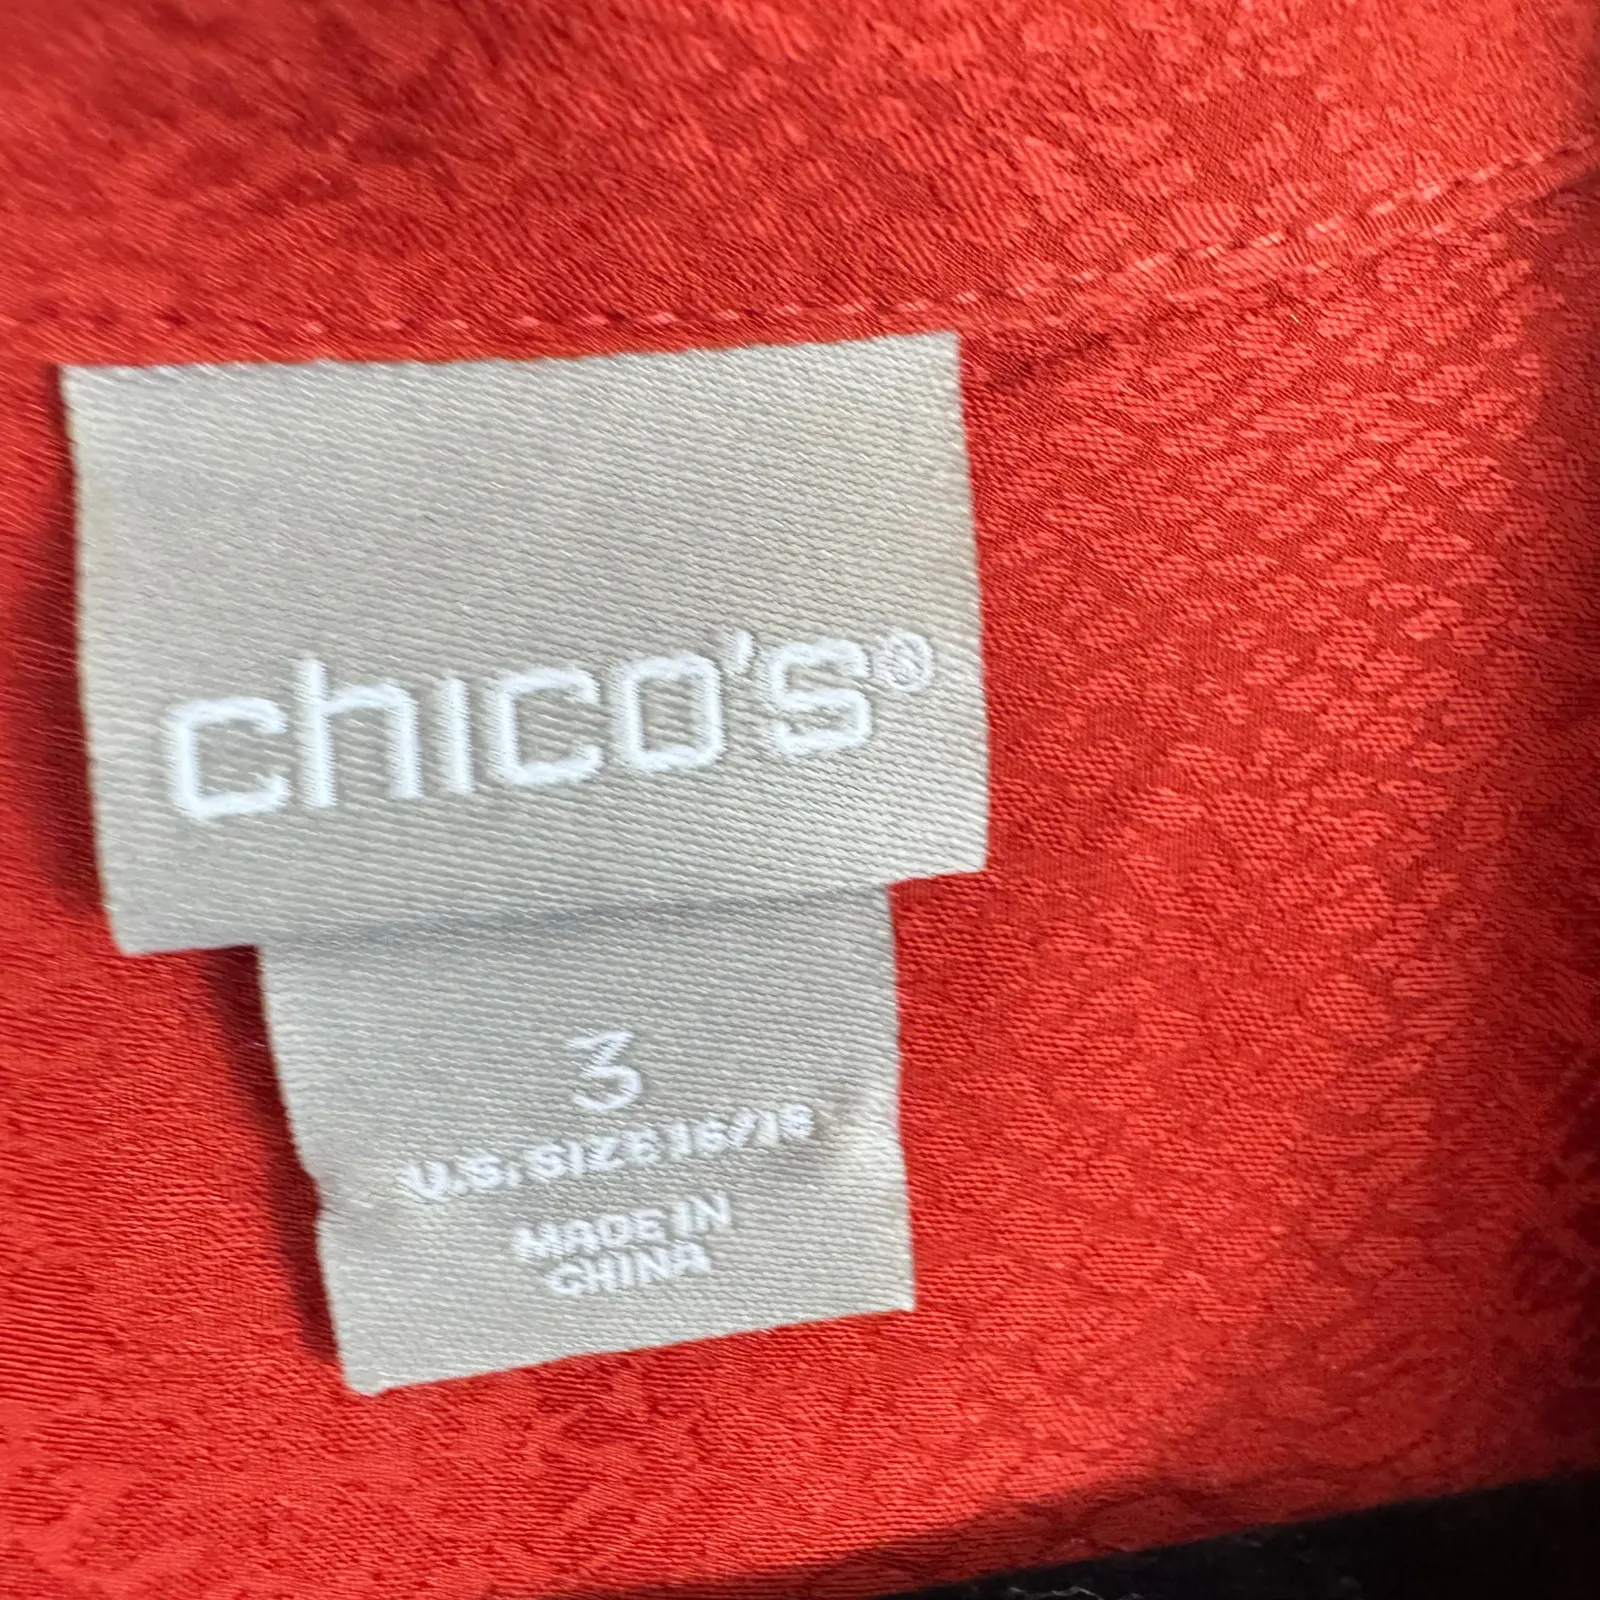 chico's®
3
U.S. SIZE 16/18
MADE IN
CHINA